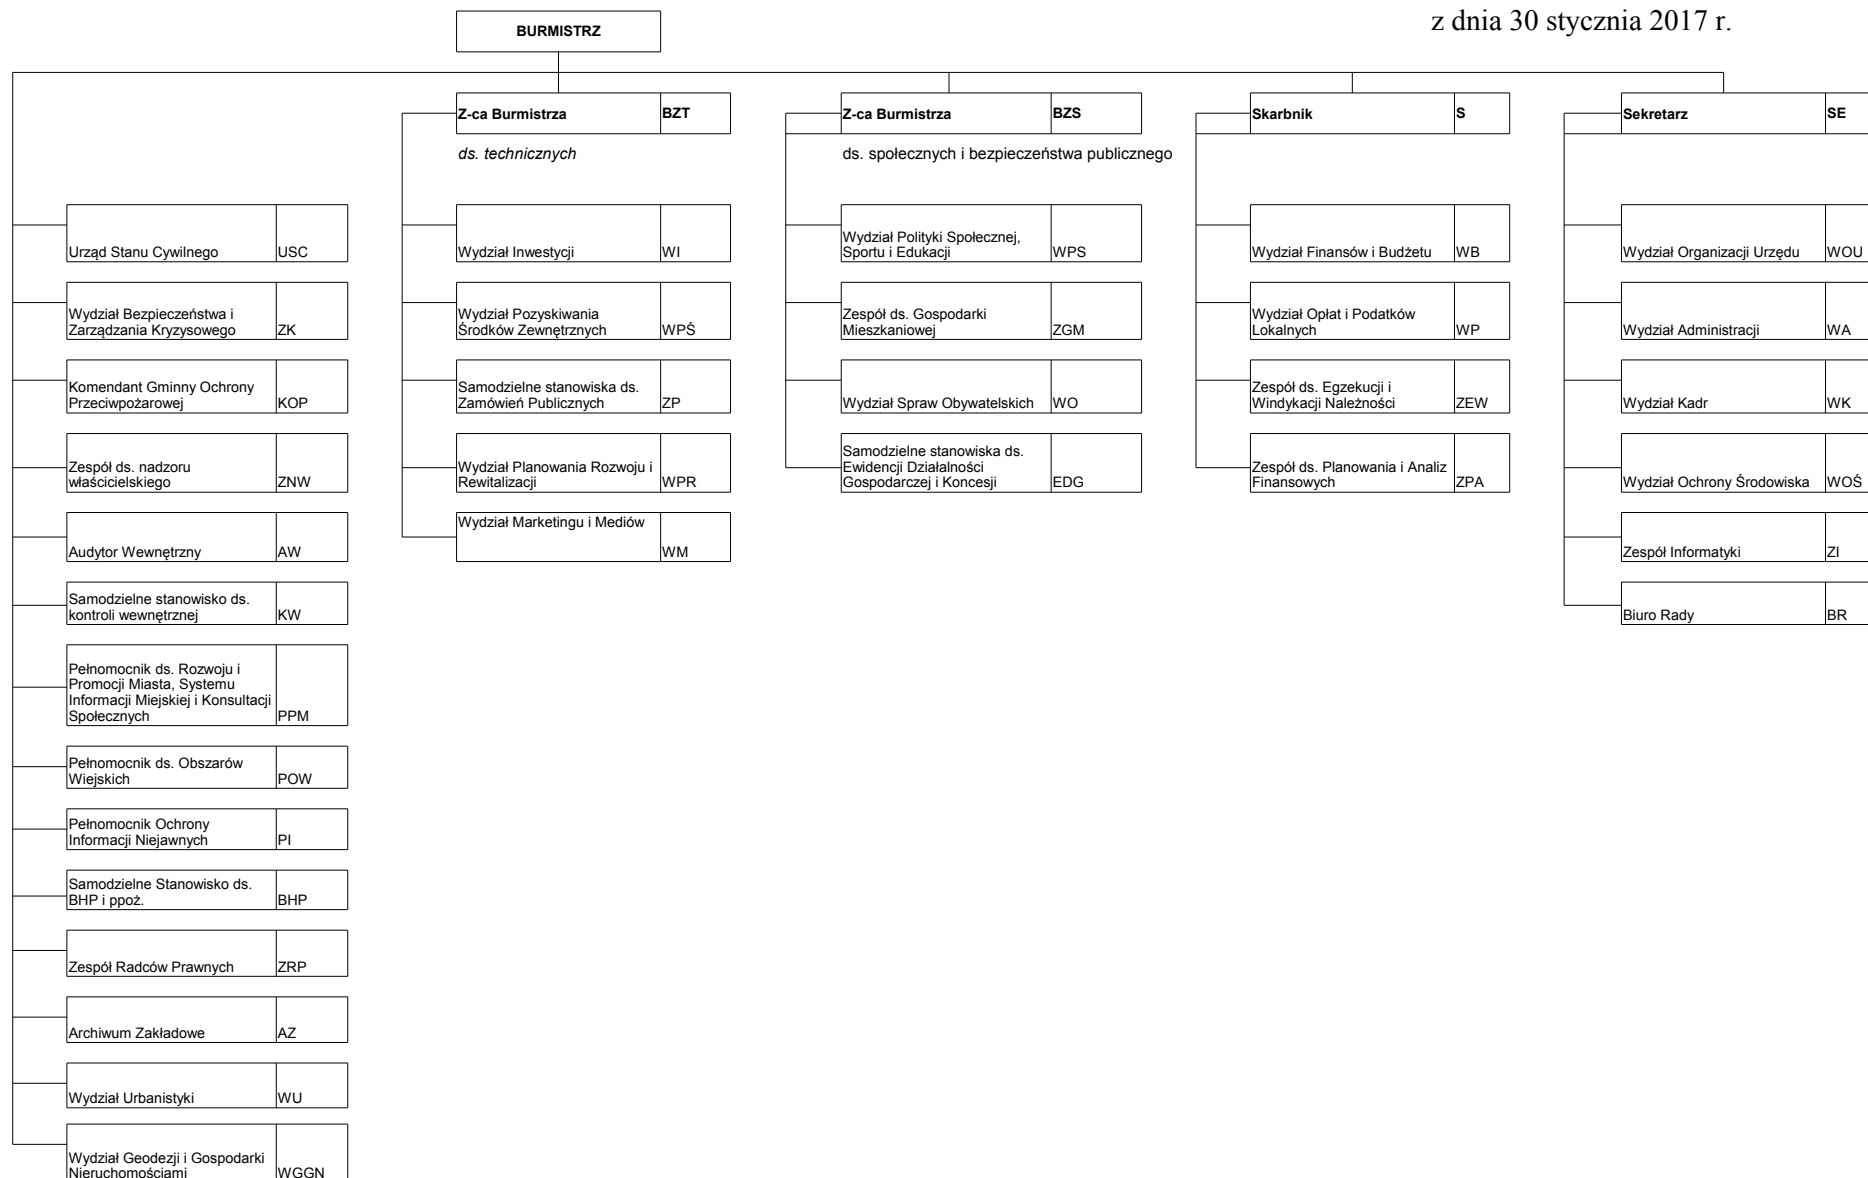 z dnia 30 stycznia 2017 r.
BURMISTRZ
Z-ca Burmistrza BZT
ds. technicznych
Z-ca Burmistrza BZS
ds. społecznych i bezpieczeństwa publicznego
Skarbnik S
Sekretarz SE
Urząd Stanu Cywilnego USC
Wydział Bezpieczeństwa i
Zarządzania Kryzysowego ZK
Komendant Gminny Ochrony
Przeciwpożarowej KOP
Zespół ds. nadzoru
właścicielskiego ZNW
Audytor Wewnętrzny AW
Samodzielne stanowisko ds.
kontroli wewnętrznej KW
Pełnomocnik ds. Rozwoju i
Promocji Miasta, Systemu
Informacji Miejskiej i Konsultacji
Społecznych PPM
Pełnomocnik ds. Obszarów
Wiejskich POW
Pełnomocnik Ochrony
Informacji Niejawnych PI
Samodzielne Stanowisko ds.
BHP i ppoż. BHP
Zespół Radców Prawnych ZRP
Archiwum Zakładowe AZ
Wydział Urbanistyki WU
Wydział Geodezji i Gospodarki
Nieruchomościami WGGN
Wydział Inwestycji WI
Wydział Pozyskiwania
Środków Zewnętrznych WPŚ
Samodzielne stanowiska ds.
Zamówień Publicznych ZP
Wydział Planowania Rozwoju i
Rewitalizacji WPR
Wydział Marketingu i Mediów
WM
Wydział Polityki Społecznej,
Sportu i Edukacji WPS
Zespół ds. Gospodarki
Mieszkaniowej ZGM
Wydział Spraw Obywatelskich WO
Samodzielne stanowiska ds.
Ewidencji Działalności
Gospodarczej i Koncesji EDG
Wydział Finansów i Budżetu WB
Wydział Opłat i Podatków
Lokalnych WP
Zespół ds. Egzekucji i
Windykacji Należności ZEW
Zespół ds. Planowania i Analiz
Finansowych ZPA
Wydział Organizacji Urzędu WOU
Wydział Administracji WA
Wydział Kadr WK
Wydział Ochrony Środowiska WOŚ
Zespół Informatyki ZI
Biuro Rady BR